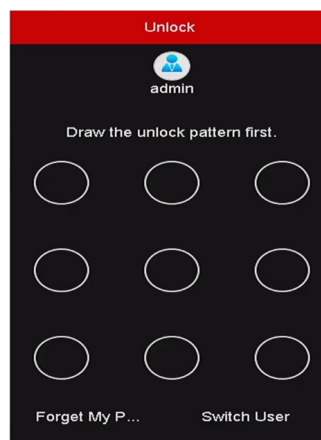 Unlock
admin
Draw the unlock pattern first.
Forget My P... Switch User